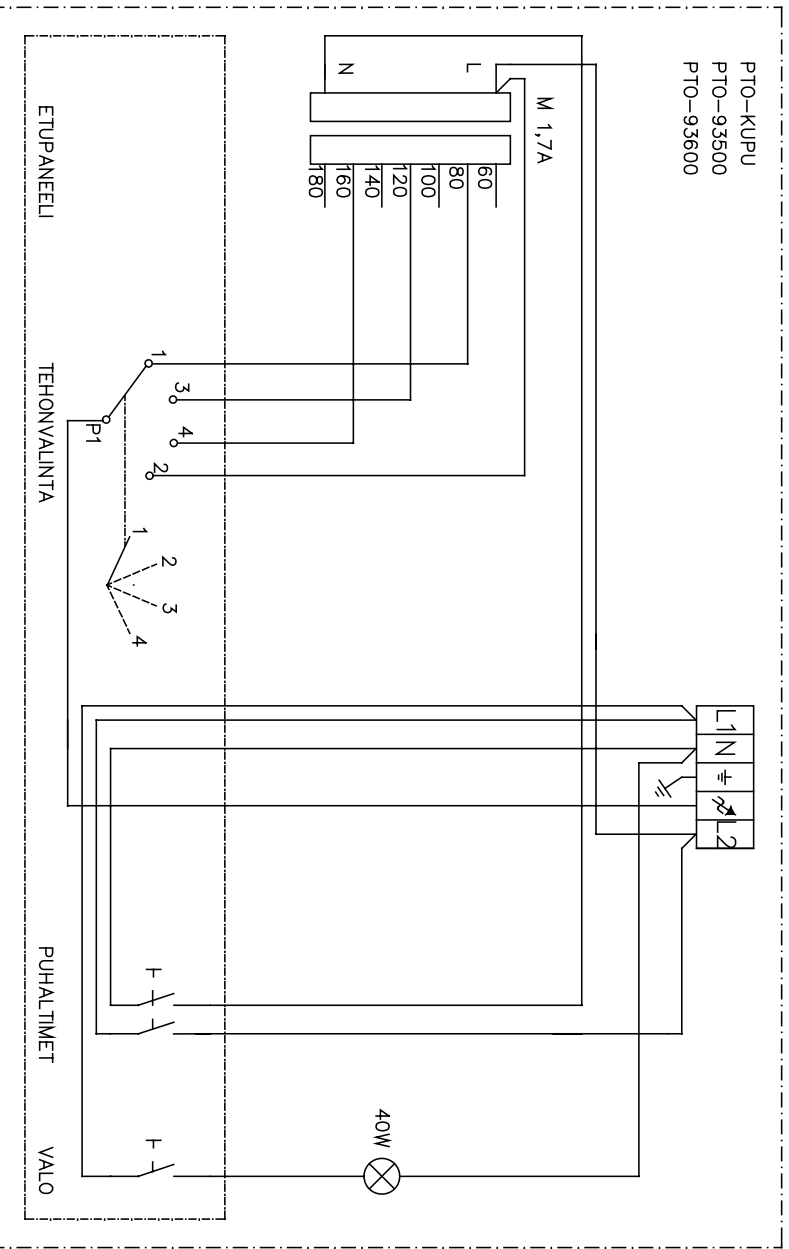 PTO-KUPU
PTO-93500
PTO-93600
M 1,7A
L
N
60
80
100
120
140
160
180
L1
N
L2
1
3
4
2
P1
1
2
3
4
40W
ETUPANEELI
TEHONVALINTA
PUHALTIMET
VALO